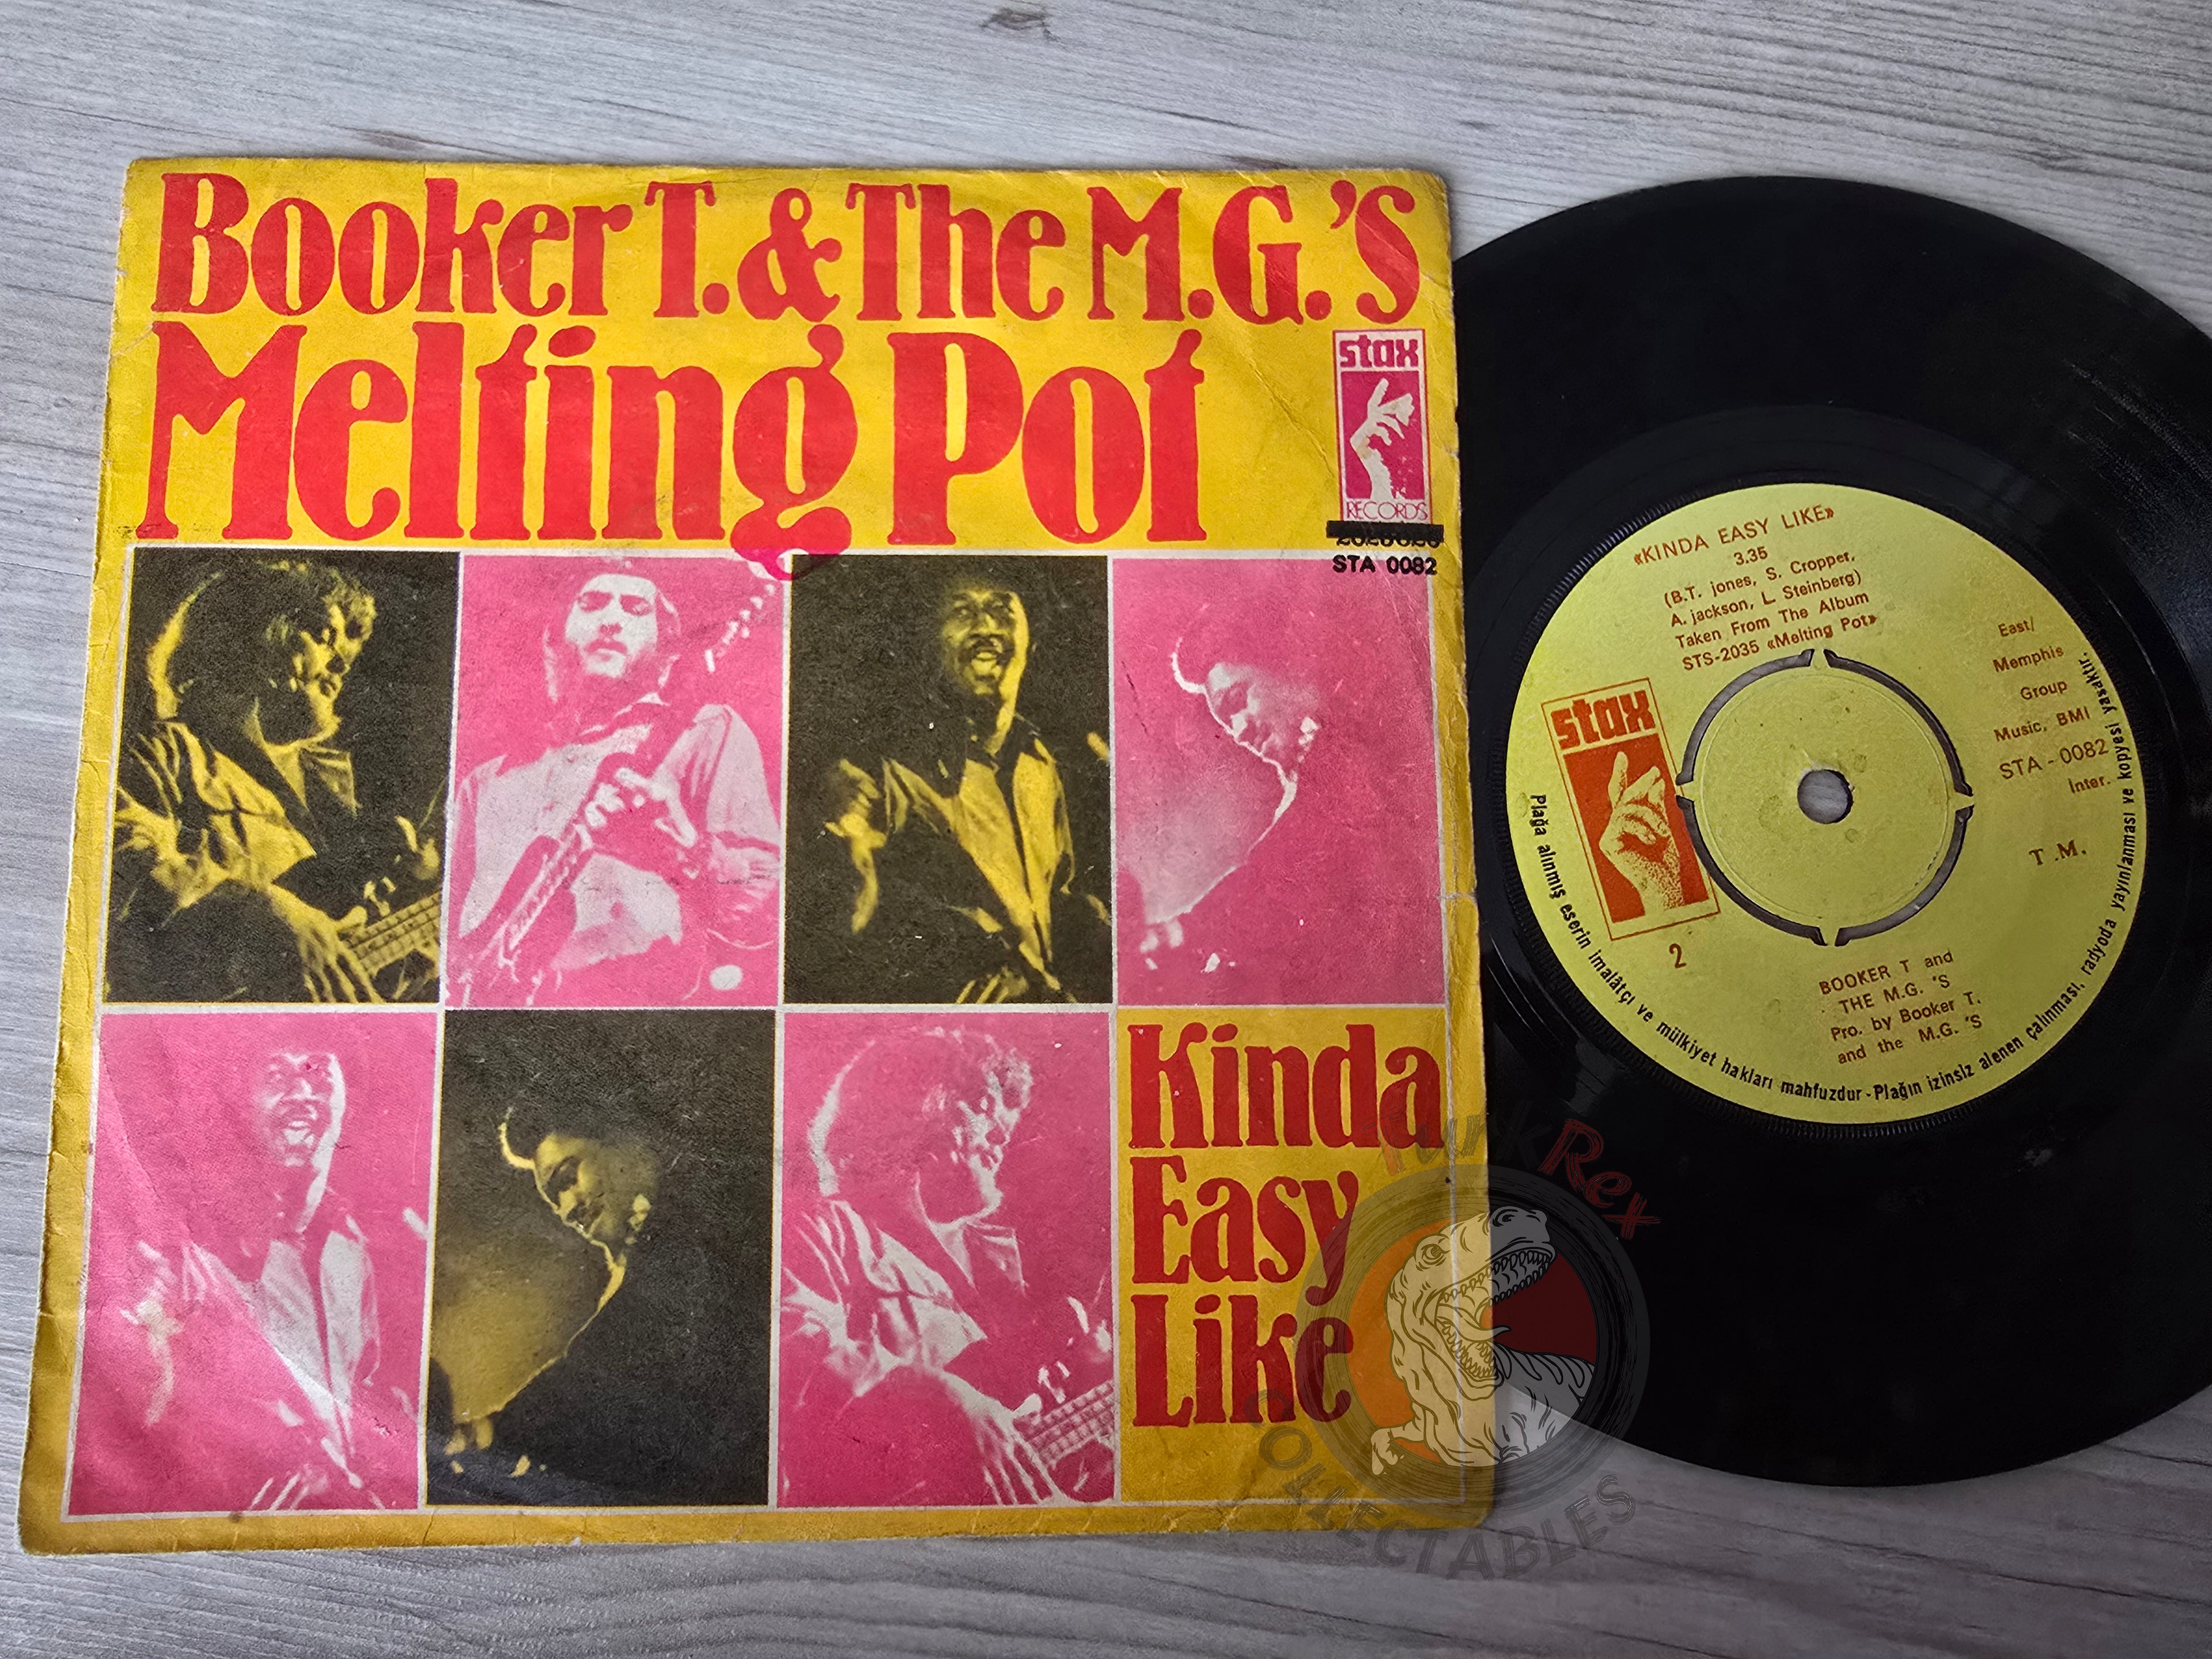 Booker T. & The M.G.'S
Melting Pot
stax
RECORDS
STA 0082
Kinda
Easy
Like
«KINDA EASY LIKE»
3.35
(B.T. jones, S. Cropper,
A. jackson, L. Steinberg)
Taken From The Album
STS-2035 «Melting Pot»
East/
Memphis
Group
Music, BMI
STA - 0082
Inter.
T .M.
stax
2
BOOKER T and
THE M.G. 'S
Pro. by Booker T.
and the M.G. 'S
Plağa alınmış eserin imalâtçı ve mülkiyet hakları mahfuzdur - Plağın izinsiz alenen çalınması, radyoda yayınlanması ve kopyesi yasaktır.
TurkRex
COLLECTABLES